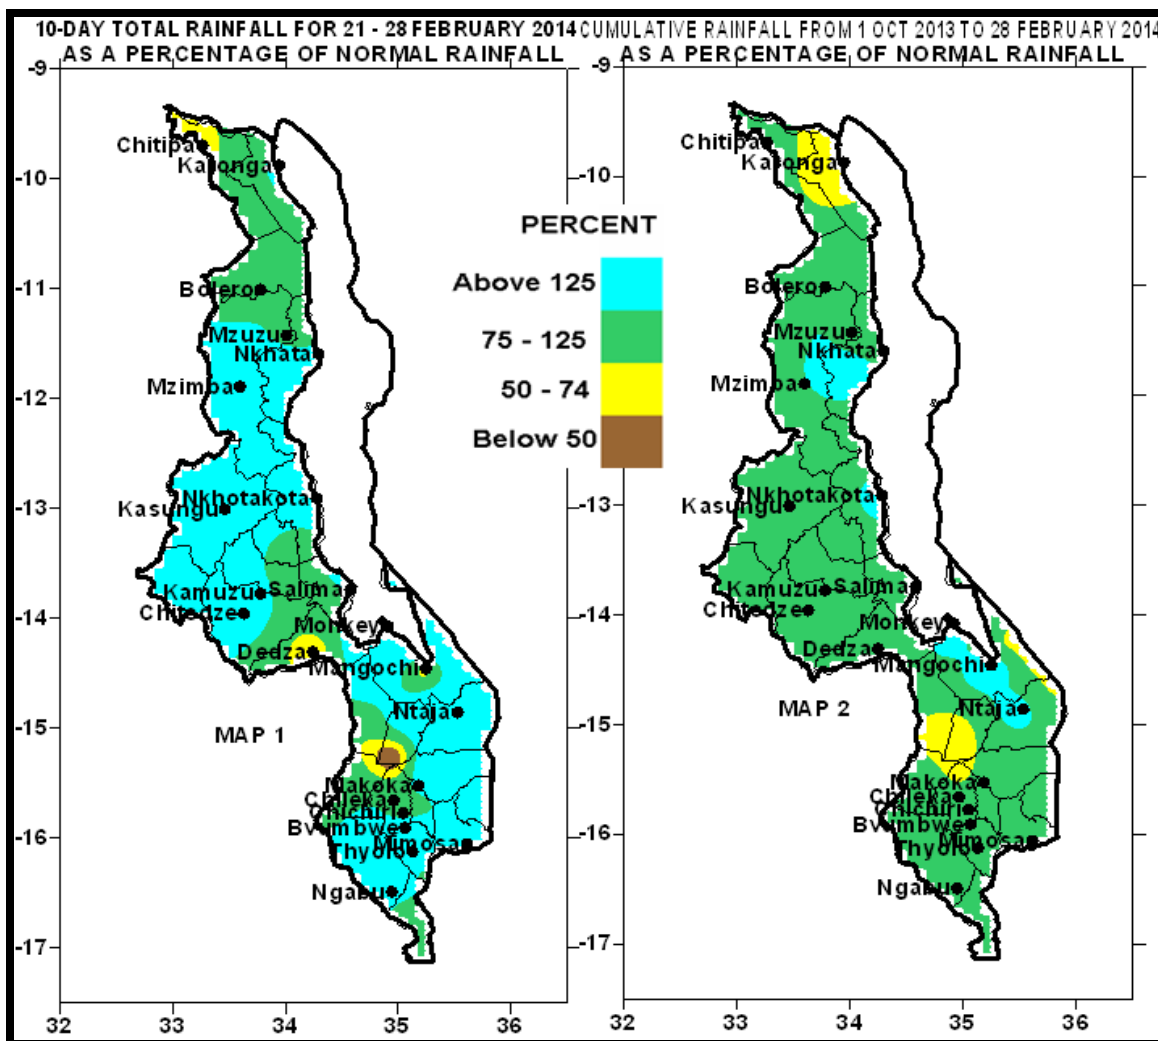 10-DAY TOTAL RAINFALL FOR 21 - 28 FEBRUARY 2014
AS A PERCENTAGE OF NORMAL RAINFALL
-9
-10
-11
-12
-13
-14
-15
-16
-17
32
33
34
35
36
Chitipa
Karonga
Bolero
Mzuzu
Nkhata
Mzimba
Nkhotakota
Kasungu
Kamuzu
Salima
Chitedze
Monkey
Dedza
Mangochi
Ntaja
MAP 1
Makoka
Chileka
Chichiri
Bvumbwe
Mimosa
Thyolo
Ngabu
PERCENT
Above 125
75 - 125
50 - 74
Below 50
CUMULATIVE RAINFALL FROM 1 OCT 2013 TO 28 FEBRUARY 2014
AS A PERCENTAGE OF NORMAL RAINFALL
-9
-10
-11
-12
-13
-14
-15
-16
-17
32
33
34
35
36
Chitipa
Karonga
Bolero
Mzuzu
Nkhata
Mzimba
Nkhotakota
Kasungu
Kamuzu
Salima
Chitedze
Monkey
Dedza
Mangochi
Ntaja
MAP 2
Makoka
Chileka
Chichiri
Bvumbwe
Mimosa
Thyolo
Ngabu